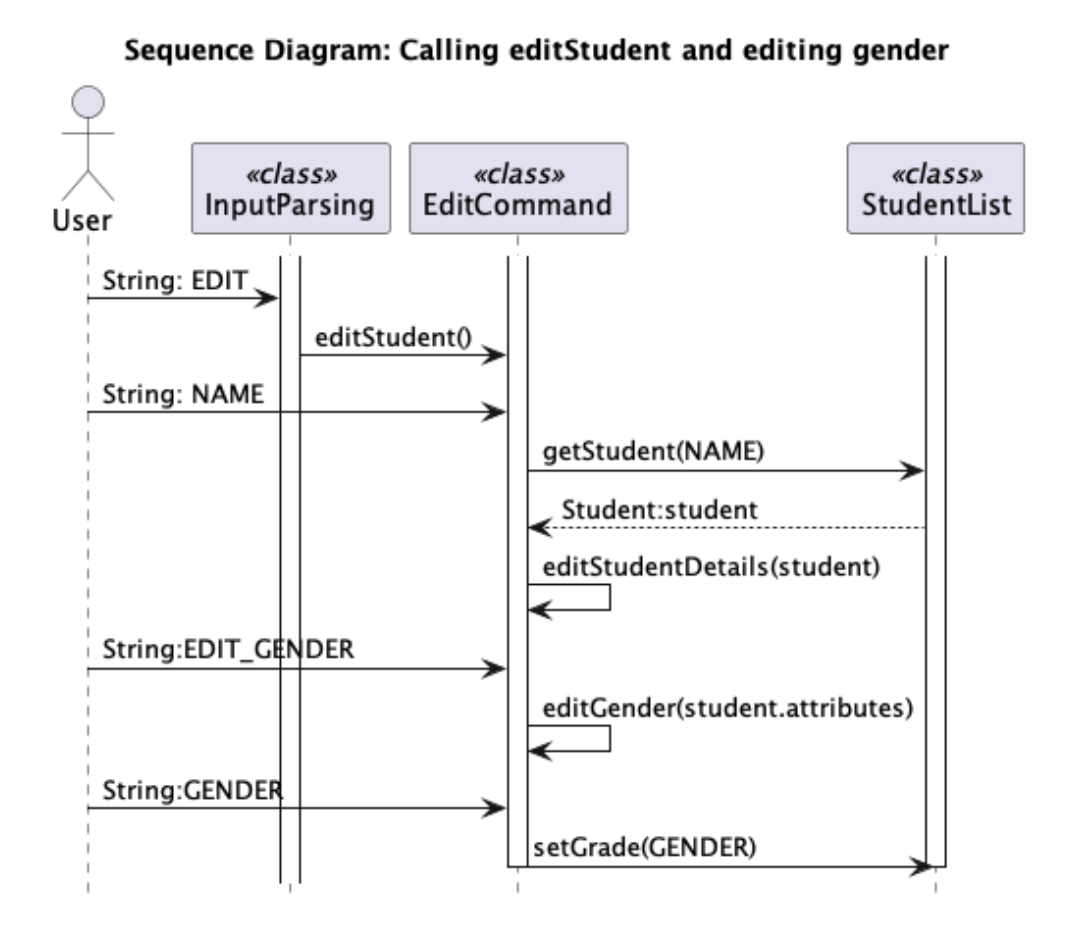 Sequence Diagram: Calling editStudent and editing gender
User
«class»
InputParsing
«class»
EditCommand
«class»
StudentList
String: EDIT
editStudent()
String: NAME
getStudent(NAME)
Student:student
editStudentDetails(student)
String:EDIT_GENDER
editGender(student.attributes)
String:GENDER
setGrade(GENDER)